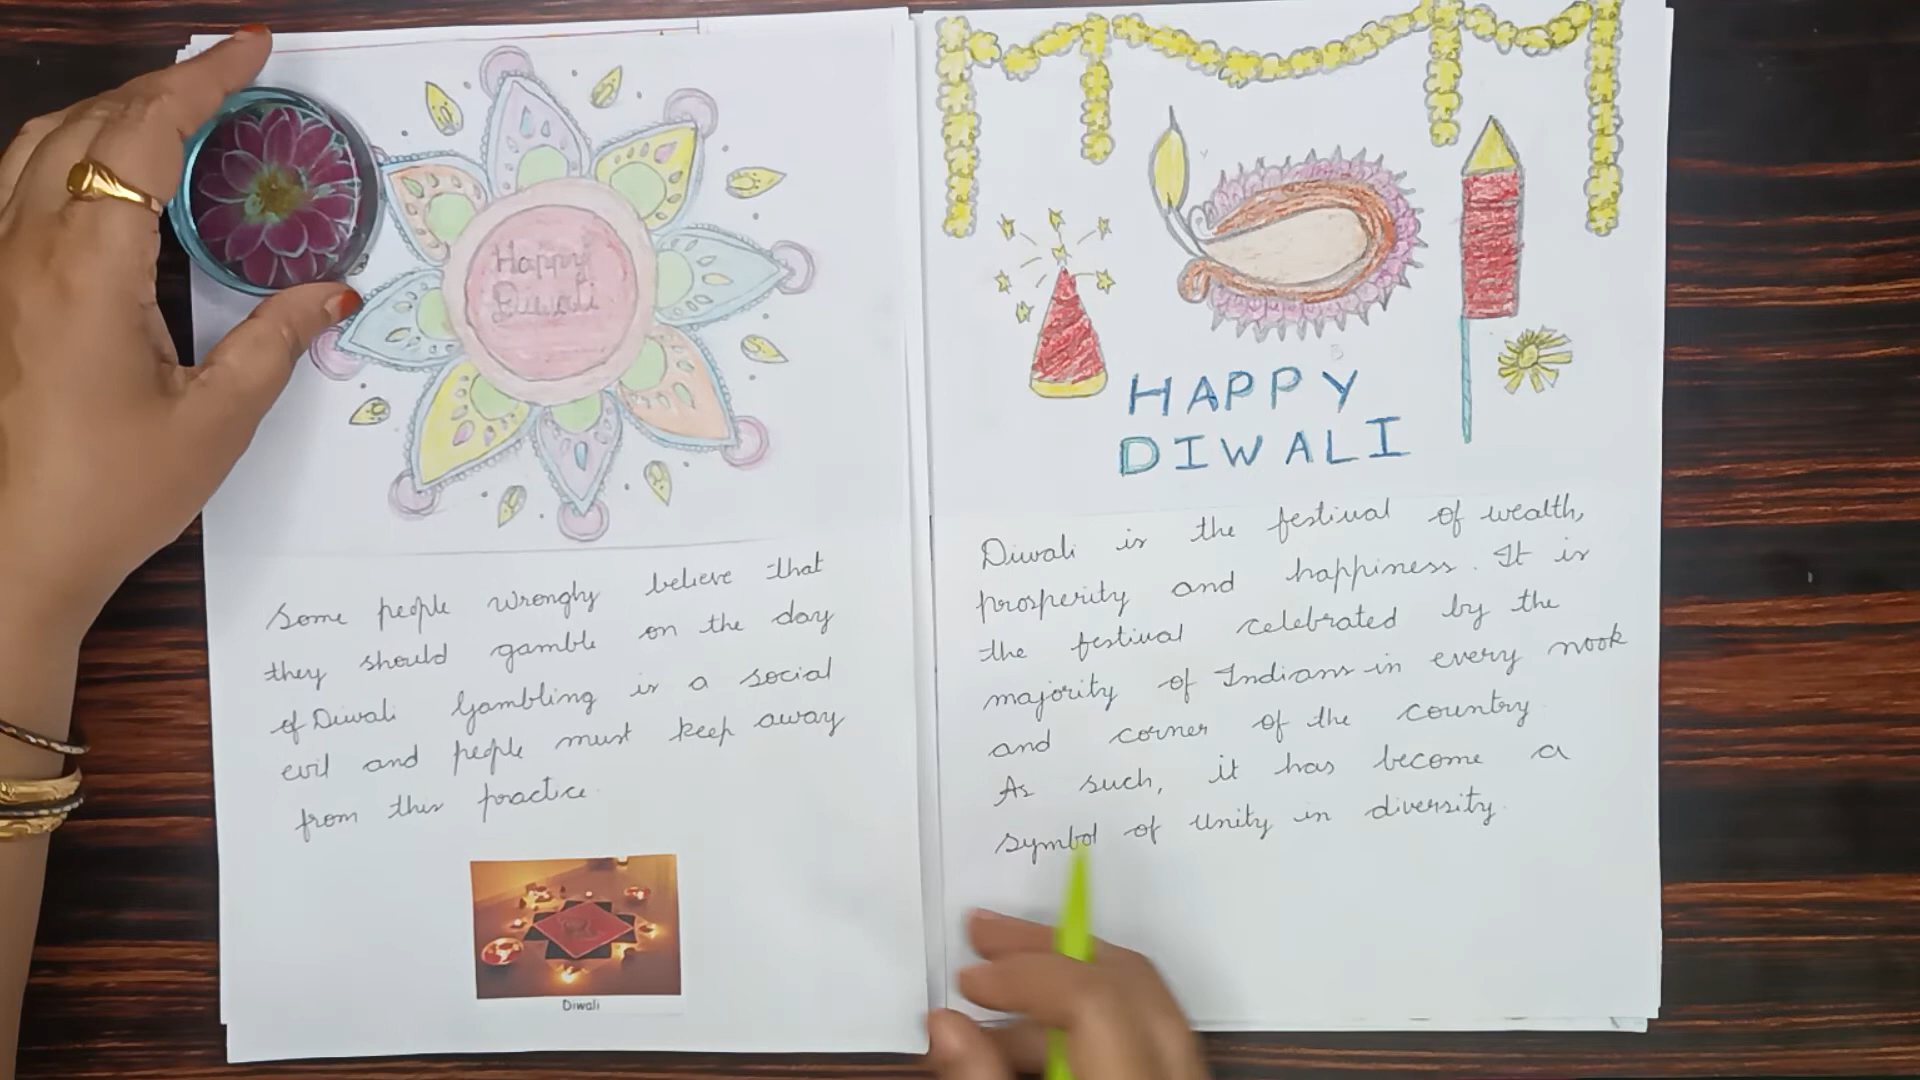 Happy
Diwali
Some people wrongly believe that
they should gamble on the day
of Diwali Gambling is a social
evil and people must keep away
from this practice
Diwali
HAPPY
DIWALI
Diwali is the festival of wealth,
prosperity and happiness. It is
the festival celebrated by the
majority of Indians in every nook
and corner of the country.
As such, it has become a
symbol of unity in diversity.